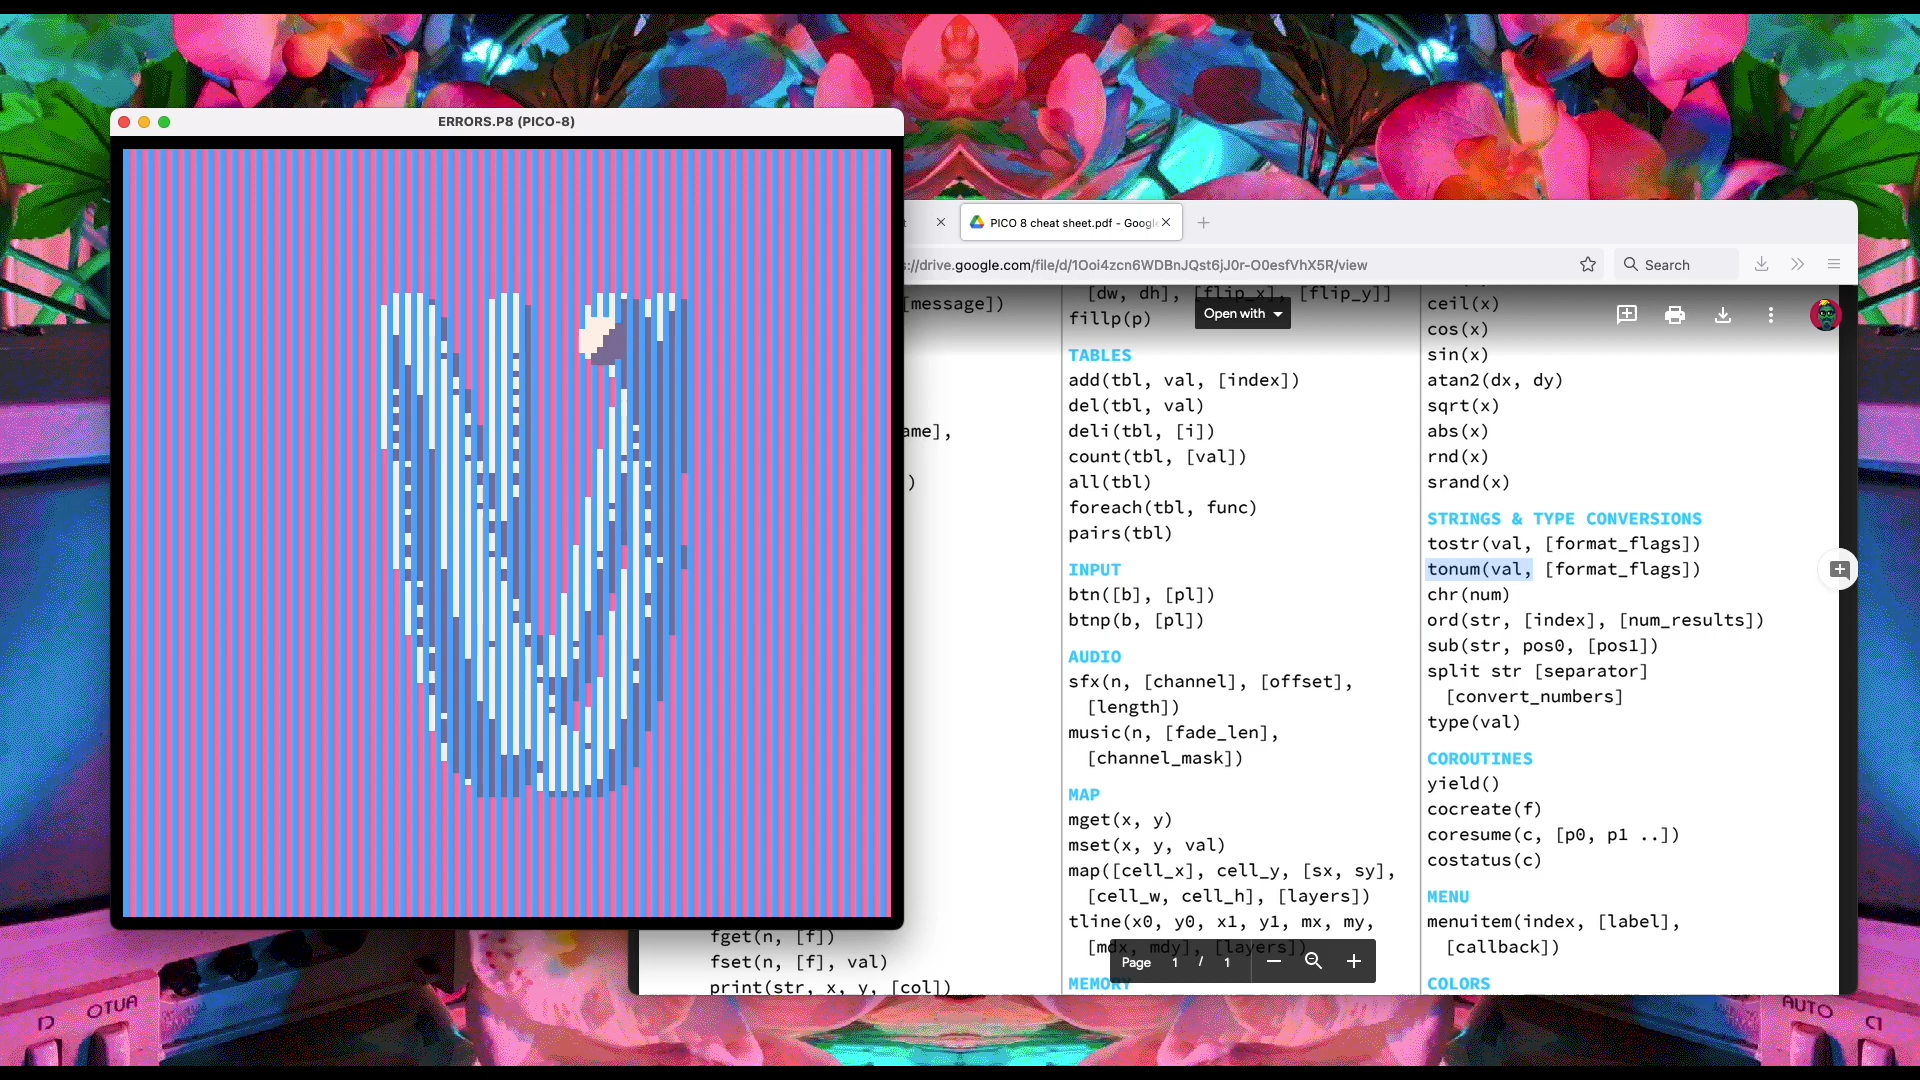 ERRORS.P8 (PICO-8)
PICO 8 cheat sheet.pdf - Google
://drive.google.com/file/d/1Ooi4zcn6WDBnJQst6jJ0r-O0esfVhX5R/view
Search
Open with
[message])
ame],
)
fget(n, [f])
fset(n, [f], val)
print(str, x, y, [col])
[dw, dh], [flip_x], [flip_y]]
fillp(p)
TABLES
add(tbl, val, [index])
del(tbl, val)
deli(tbl, [i])
count(tbl, [val])
all(tbl)
foreach(tbl, func)
pairs(tbl)
INPUT
btn([b], [pl])
btnp(b, [pl])
AUDIO
sfx(n, [channel], [offset],
[length])
music(n, [fade_len],
[channel_mask])
MAP
mget(x, y)
mset(x, y, val)
map([cell_x], cell_y, [sx, sy],
[cell_w, cell_h], [layers])
tline(x0, y0, x1, y1, mx, my,
[mdx, mdy], [layers])
MEMORY
Page 1 / 1
ceil(x)
cos(x)
sin(x)
atan2(dx, dy)
sqrt(x)
abs(x)
rnd(x)
srand(x)
STRINGS & TYPE CONVERSIONS
tostr(val, [format_flags])
tonum(val, [format_flags])
chr(num)
ord(str, [index], [num_results])
sub(str, pos0, [pos1])
split str [separator]
[convert_numbers]
type(val)
COROUTINES
yield()
cocreate(f)
coresume(c, [p0, p1 ..])
costatus(c)
MENU
menuitem(index, [label],
[callback])
COLORS
AUTO